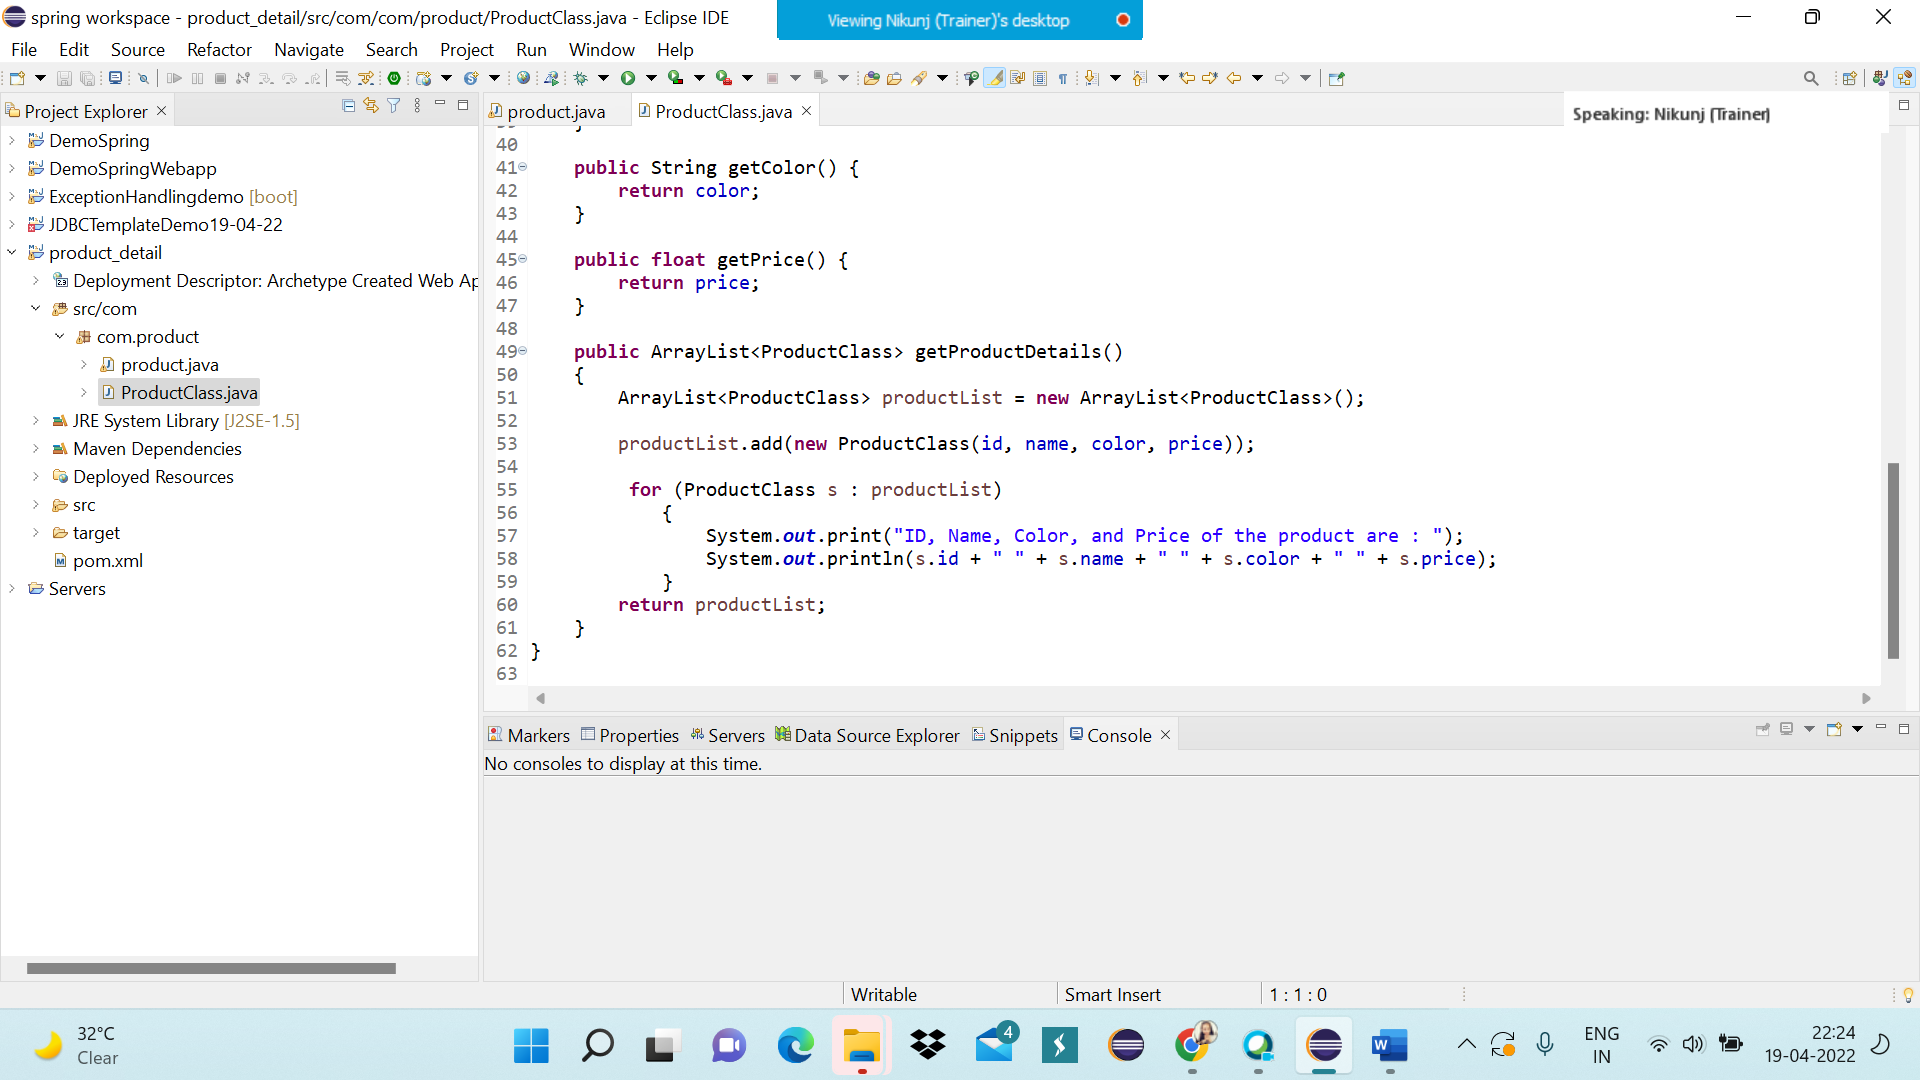 spring workspace - product_detail/src/com/com/product/ProductClass.java - Eclipse IDE
Viewing Nikunj (Trainer)'s desktop
File Edit Source Refactor Navigate Search Project Run Window Help
Project Explorer
product.java
ProductClass.java
Speaking: Nikunj (Trainer)
DemoSpring
DemoSpringWebapp
ExceptionHandlingdemo [boot]
JDBCTemplateDemo19-04-22
product_detail
Deployment Descriptor: Archetype Created Web Ap
src/com
com.product
product.java
ProductClass.java
JRE System Library [J2SE-1.5]
Maven Dependencies
Deployed Resources
src
target
pom.xml
Servers
39 }
40
41 public String getColor() {
42 return color;
43 }
44
45 public float getPrice() {
46 return price;
47 }
48
49 public ArrayList<ProductClass> getProductDetails()
50 {
51 ArrayList<ProductClass> productList = new ArrayList<ProductClass>();
52
53 productList.add(new ProductClass(id, name, color, price));
54
55 for (ProductClass s : productList)
56 {
57 System.out.print("ID, Name, Color, and Price of the product are : ");
58 System.out.println(s.id + " " + s.name + " " + s.color + " " + s.price);
59 }
60 return productList;
61 }
62 }
63
Markers Properties Servers Data Source Explorer Snippets Console
No consoles to display at this time.
Writable Smart Insert 1 : 1 : 0
32°C
Clear
4
ENG
IN
22:24
19-04-2022